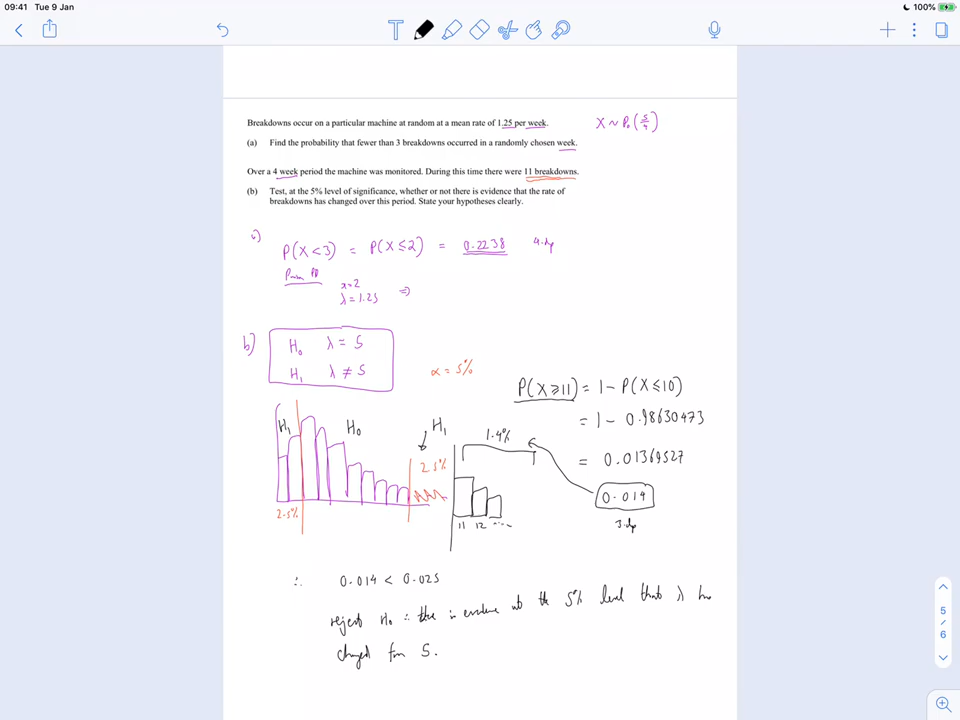 09:41 Tue 9 Jan
100%
T
Breakdowns occur on a particular machine at random at a mean rate of 1.25 per week.
X ~ Po (5/4)
(a) Find the probability that fewer than 3 breakdowns occurred in a randomly chosen week.
Over a 4 week period the machine was monitored. During this time there were 11 breakdowns.
(b) Test, at the 5% level of significance, whether or not there is evidence that the rate of
breakdowns has changed over this period. State your hypotheses clearly.
a)
P(X<3) = P(X≤2) = 0.2238 4.dp
x=2
λ=1.25 ⇒
b)
H₀ λ = 5
H₁ λ ≠ 5
α = 5%
P(X≥11) = 1 - P(X≤10)
= 1 - 0.98630473
= 0.01369527
0.014
3.dp
H₁ H₀ H₁
2.5%
2.5%
1.4%
11 12 ...
∴ 0.014 < 0.025
reject H₀ ∴ there is evidence at the 5% level that λ has
changed from 5.
5
/
6